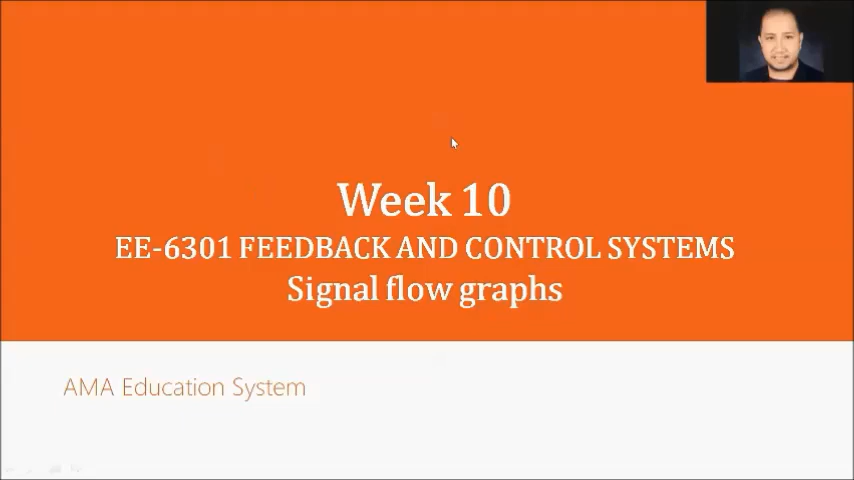 Week 10
EE-6301 FEEDBACK AND CONTROL SYSTEMS
Signal flow graphs
AMA Education System